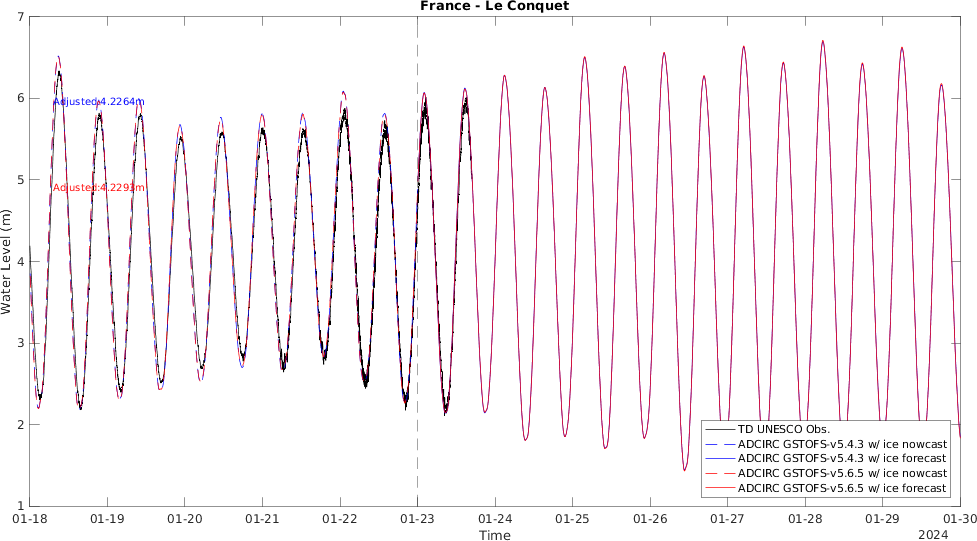 France - Le Conquet
7
6
5
4
3
2
1
Water Level (m)
Adjusted:4.2264m
Adjusted:4.2293m
TD UNESCO Obs.
ADCIRC GSTOFS-v5.4.3 w/ ice nowcast
ADCIRC GSTOFS-v5.4.3 w/ ice forecast
ADCIRC GSTOFS-v5.6.5 w/ ice nowcast
ADCIRC GSTOFS-v5.6.5 w/ ice forecast
01-18 01-19 01-20 01-21 01-22 01-23 01-24 01-25 01-26 01-27 01-28 01-29 01-30
Time
2024